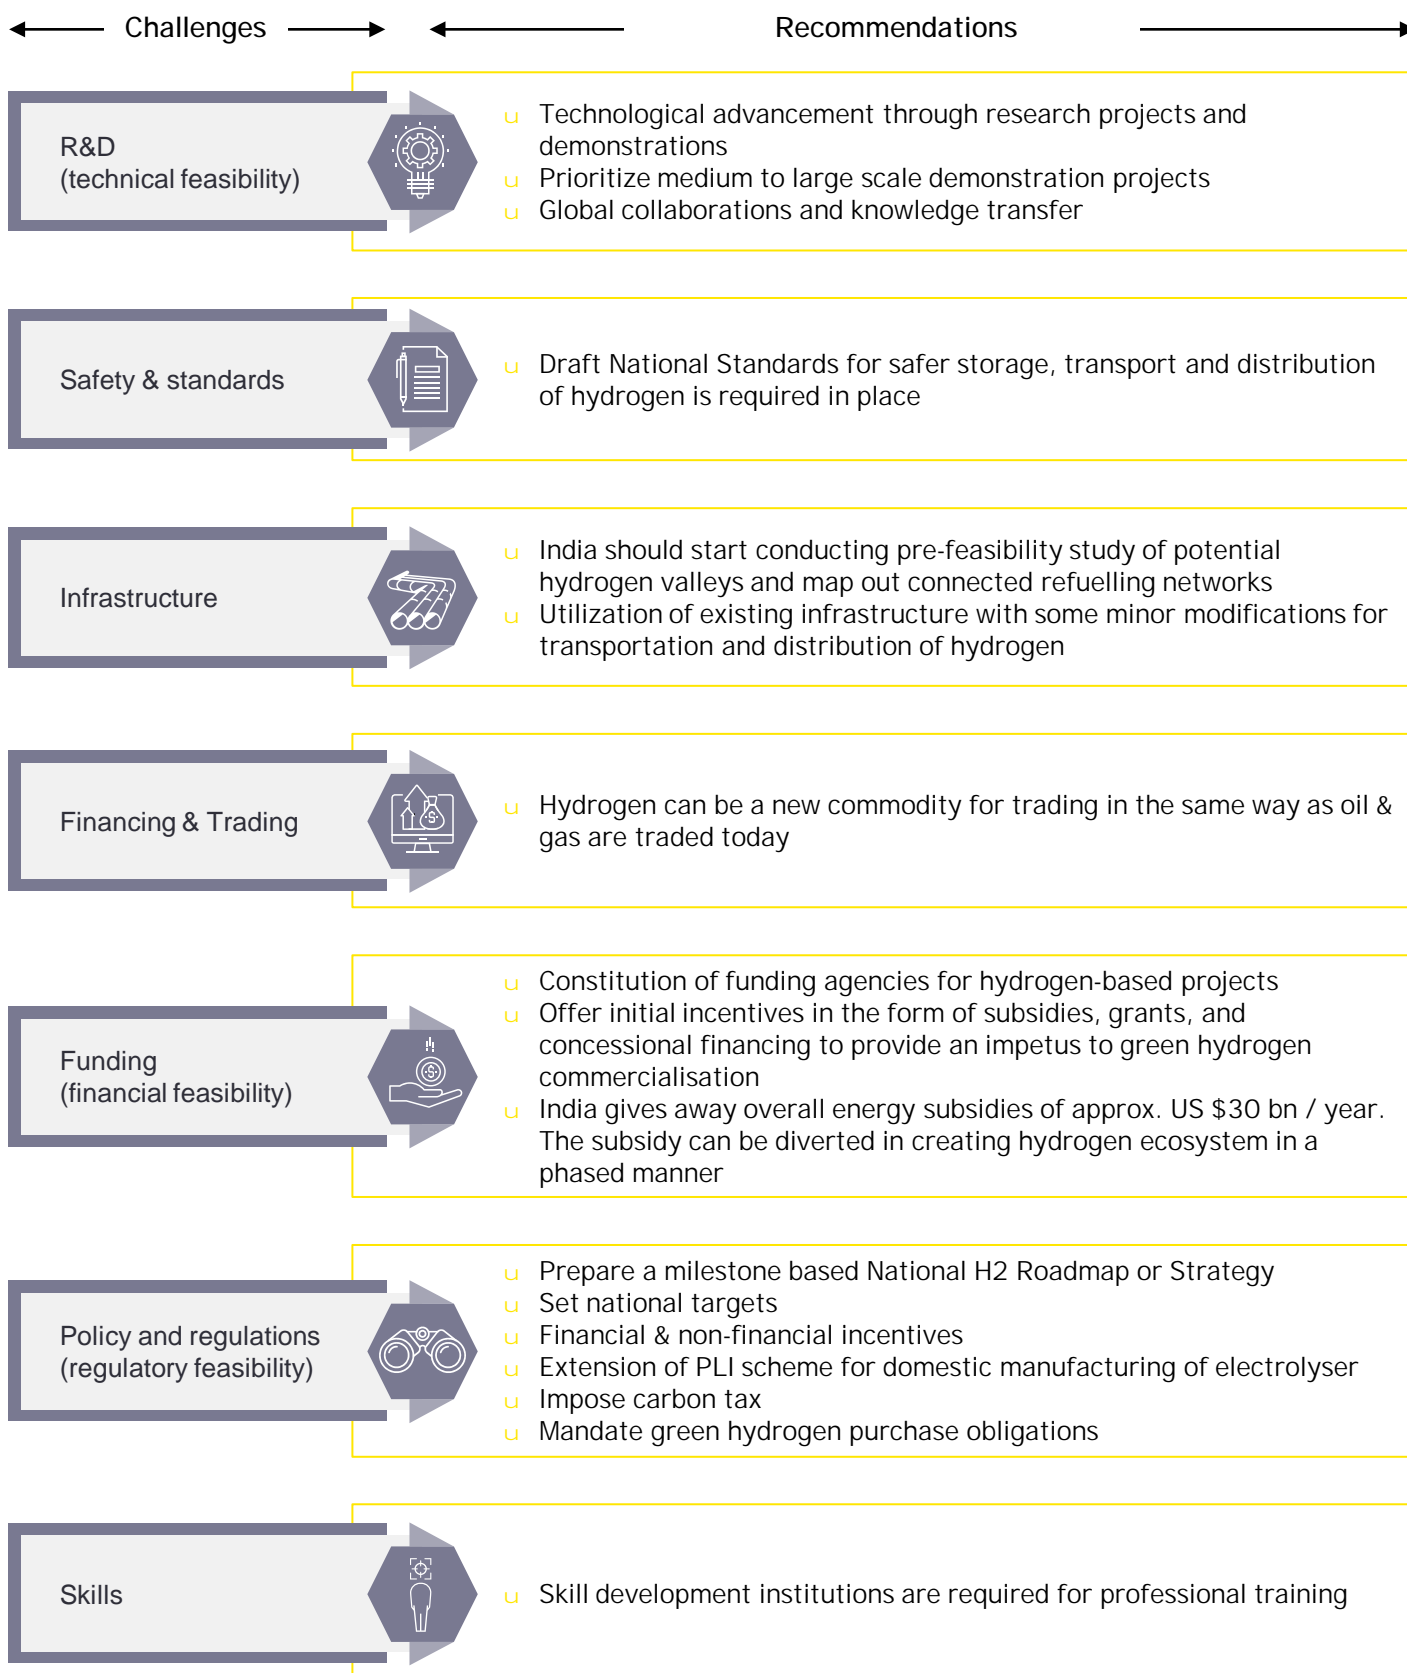 Challenges
Recommendations
R&D
(technical feasibility)
u Technological advancement through research projects and
demonstrations
u Prioritize medium to large scale demonstration projects
u Global collaborations and knowledge transfer
Safety & standards
u Draft National Standards for safer storage, transport and distribution
of hydrogen is required in place
Infrastructure
u India should start conducting pre-feasibility study of potential
hydrogen valleys and map out connected refuelling networks
u Utilization of existing infrastructure with some minor modifications for
transportation and distribution of hydrogen
Financing & Trading
u Hydrogen can be a new commodity for trading in the same way as oil &
gas are traded today
Funding
(financial feasibility)
u Constitution of funding agencies for hydrogen-based projects
u Offer initial incentives in the form of subsidies, grants, and
concessional financing to provide an impetus to green hydrogen
commercialisation
u India gives away overall energy subsidies of approx. US $30 bn / year.
The subsidy can be diverted in creating hydrogen ecosystem in a
phased manner
Policy and regulations
(regulatory feasibility)
u Prepare a milestone based National H2 Roadmap or Strategy
u Set national targets
u Financial & non-financial incentives
u Extension of PLI scheme for domestic manufacturing of electrolyser
u Impose carbon tax
u Mandate green hydrogen purchase obligations
Skills
u Skill development institutions are required for professional training